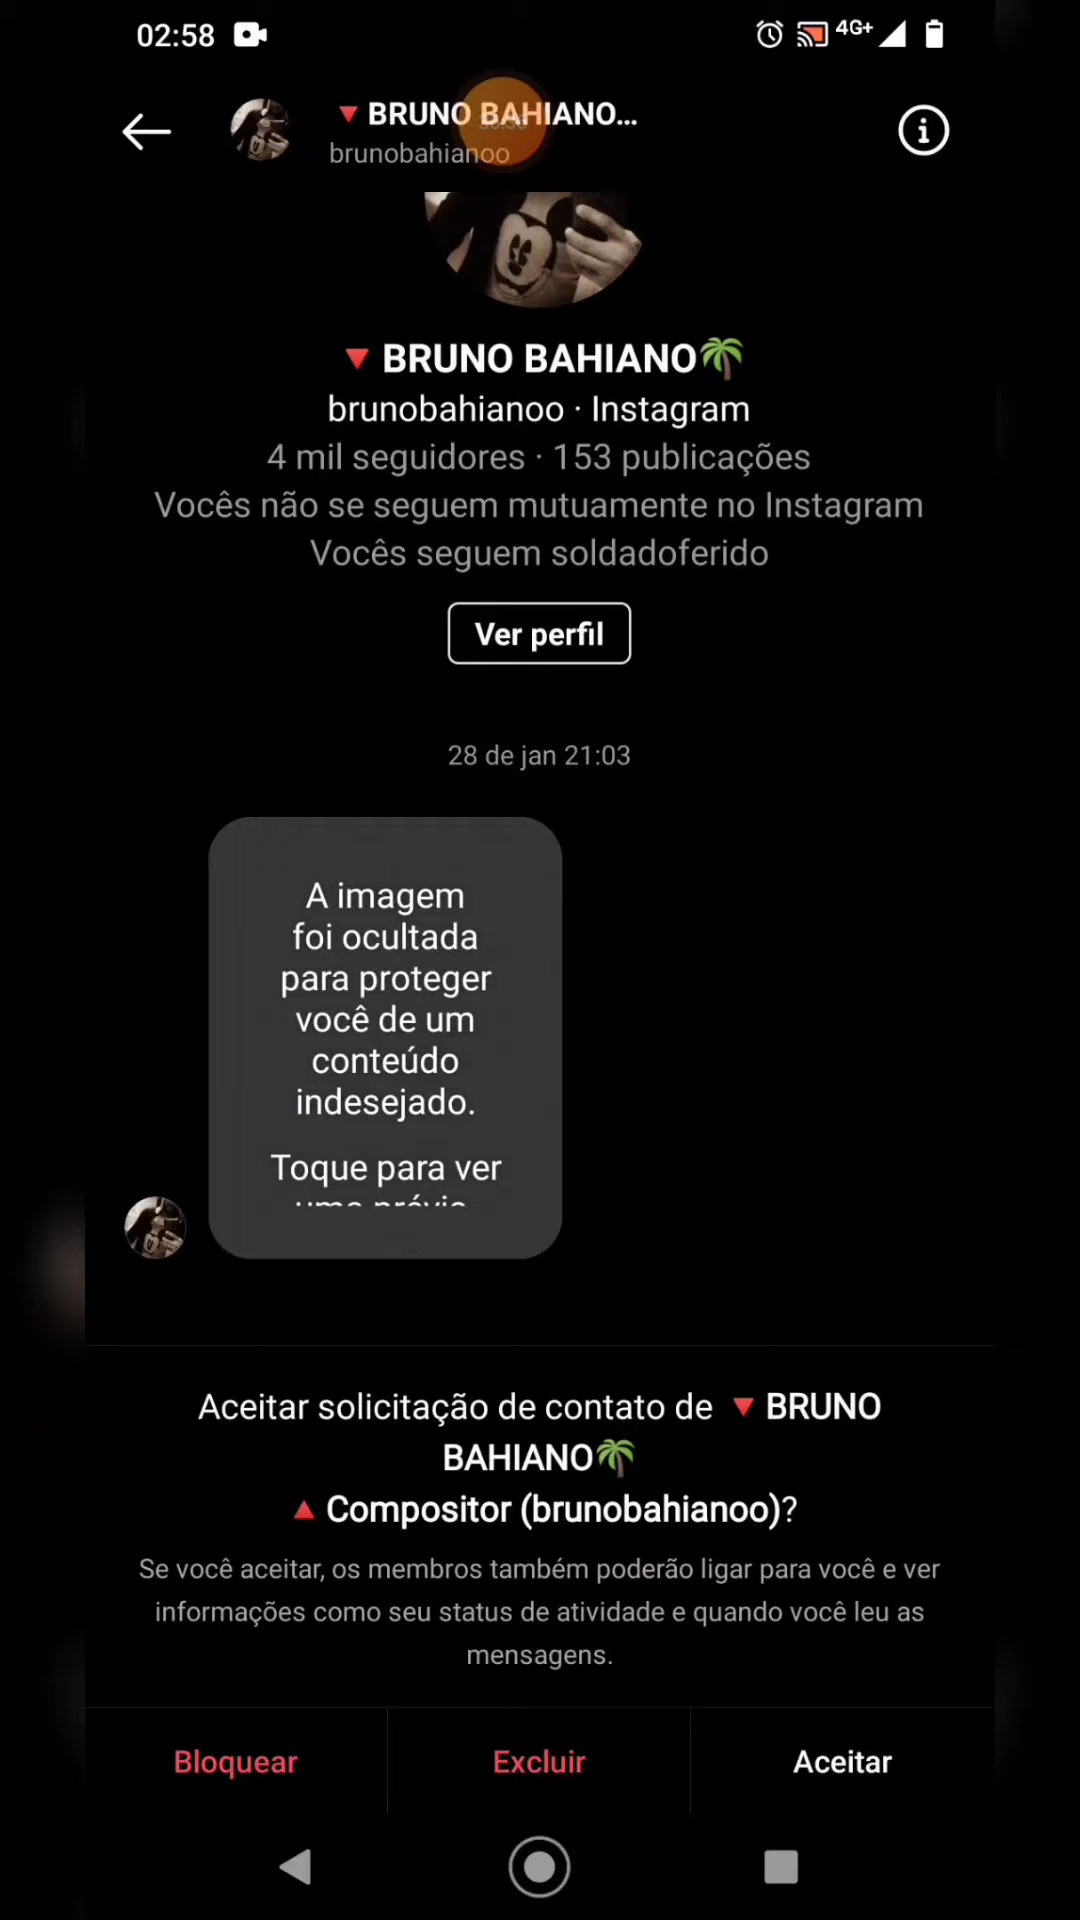 02:58 4G+
🔻BRUNO BAHIANO...
brunobahianoo
🔻BRUNO BAHIANO🌴
brunobahianoo · Instagram
4 mil seguidores · 153 publicações
Vocês não se seguem mutuamente no Instagram
Vocês seguem soldadoferido
Ver perfil
28 de jan 21:03
A imagem
foi ocultada
para proteger
você de um
conteúdo
indesejado.
Toque para ver
uma prévia.
Aceitar solicitação de contato de 🔻BRUNO
BAHIANO🌴
🔺Compositor (brunobahianoo)?
Se você aceitar, os membros também poderão ligar para você e ver
informações como seu status de atividade e quando você leu as
mensagens.
Bloquear Excluir Aceitar